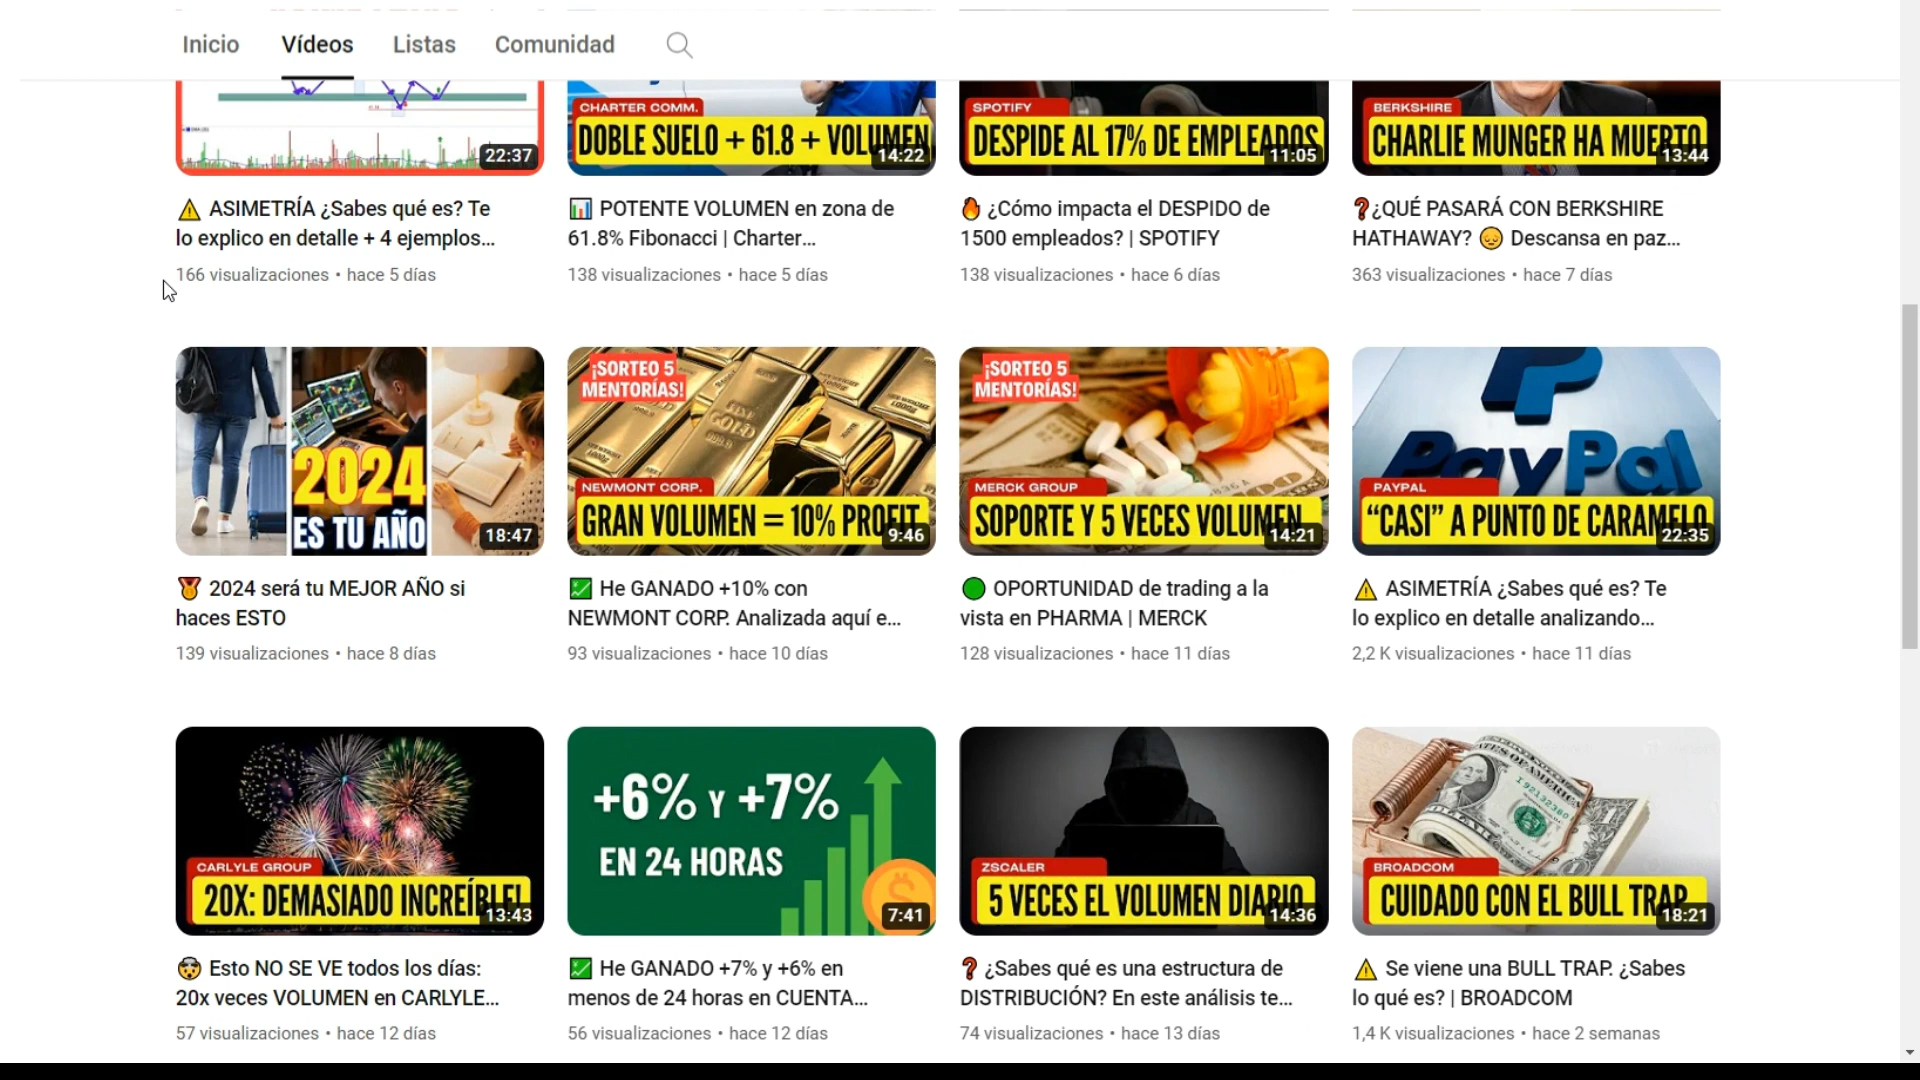 Inicio
Vídeos
Listas
Comunidad
22:37
CHARTER COMM.
DOBLE SUELO + 61.8 + VOLUMEN
14:22
SPOTIFY
DESPIDE AL 17% DE EMPLEADOS
11:05
BERKSHIRE
CHARLIE MUNGER HA MUERTO
13:44
⚠️ ASIMETRÍA ¿Sabes qué es? Te
lo explico en detalle + 4 ejemplos...
166 visualizaciones • hace 5 días
📊 POTENTE VOLUMEN en zona de
61.8% Fibonacci | Charter...
138 visualizaciones • hace 5 días
🔥 ¿Cómo impacta el DESPIDO de
1500 empleados? | SPOTIFY
138 visualizaciones • hace 6 días
❓¿QUÉ PASARÁ CON BERKSHIRE
HATHAWAY? 😔 Descansa en paz...
363 visualizaciones • hace 7 días
2024
ES TU AÑO
18:47
¡SORTEO 5
MENTORÍAS!
FINE
GOLD
NEWMONT CORP.
GRAN VOLUMEN = 10% PROFIT
9:46
¡SORTEO 5
MENTORÍAS!
MERCK GROUP
SOPORTE Y 5 VECES VOLUMEN
14:21
PayPal
PAYPAL
“CASI” A PUNTO DE CARAMELO
22:35
🏅 2024 será tu MEJOR AÑO si
haces ESTO
139 visualizaciones • hace 8 días
💹 He GANADO +10% con
NEWMONT CORP. Analizada aquí e...
93 visualizaciones • hace 10 días
🟢 OPORTUNIDAD de trading a la
vista en PHARMA | MERCK
128 visualizaciones • hace 11 días
⚠️ ASIMETRÍA ¿Sabes qué es? Te
lo explico en detalle analizando...
2,2 K visualizaciones • hace 11 días
CARLYLE GROUP
20X: DEMASIADO INCREÍBLE!
13:43
+6% Y +7%
EN 24 HORAS
7:41
ZSCALER
5 VECES EL VOLUMEN DIARIO
14:36
BROADCOM
CUIDADO CON EL BULL TRAP
18:21
🤯 Esto NO SE VE todos los días:
20x veces VOLUMEN en CARLYLE...
57 visualizaciones • hace 12 días
💹 He GANADO +7% y +6% en
menos de 24 horas en CUENTA...
56 visualizaciones • hace 12 días
❓ ¿Sabes qué es una estructura de
DISTRIBUCIÓN? En este análisis te...
74 visualizaciones • hace 13 días
⚠️ Se viene una BULL TRAP. ¿Sabes
lo qué es? | BROADCOM
1,4 K visualizaciones • hace 2 semanas